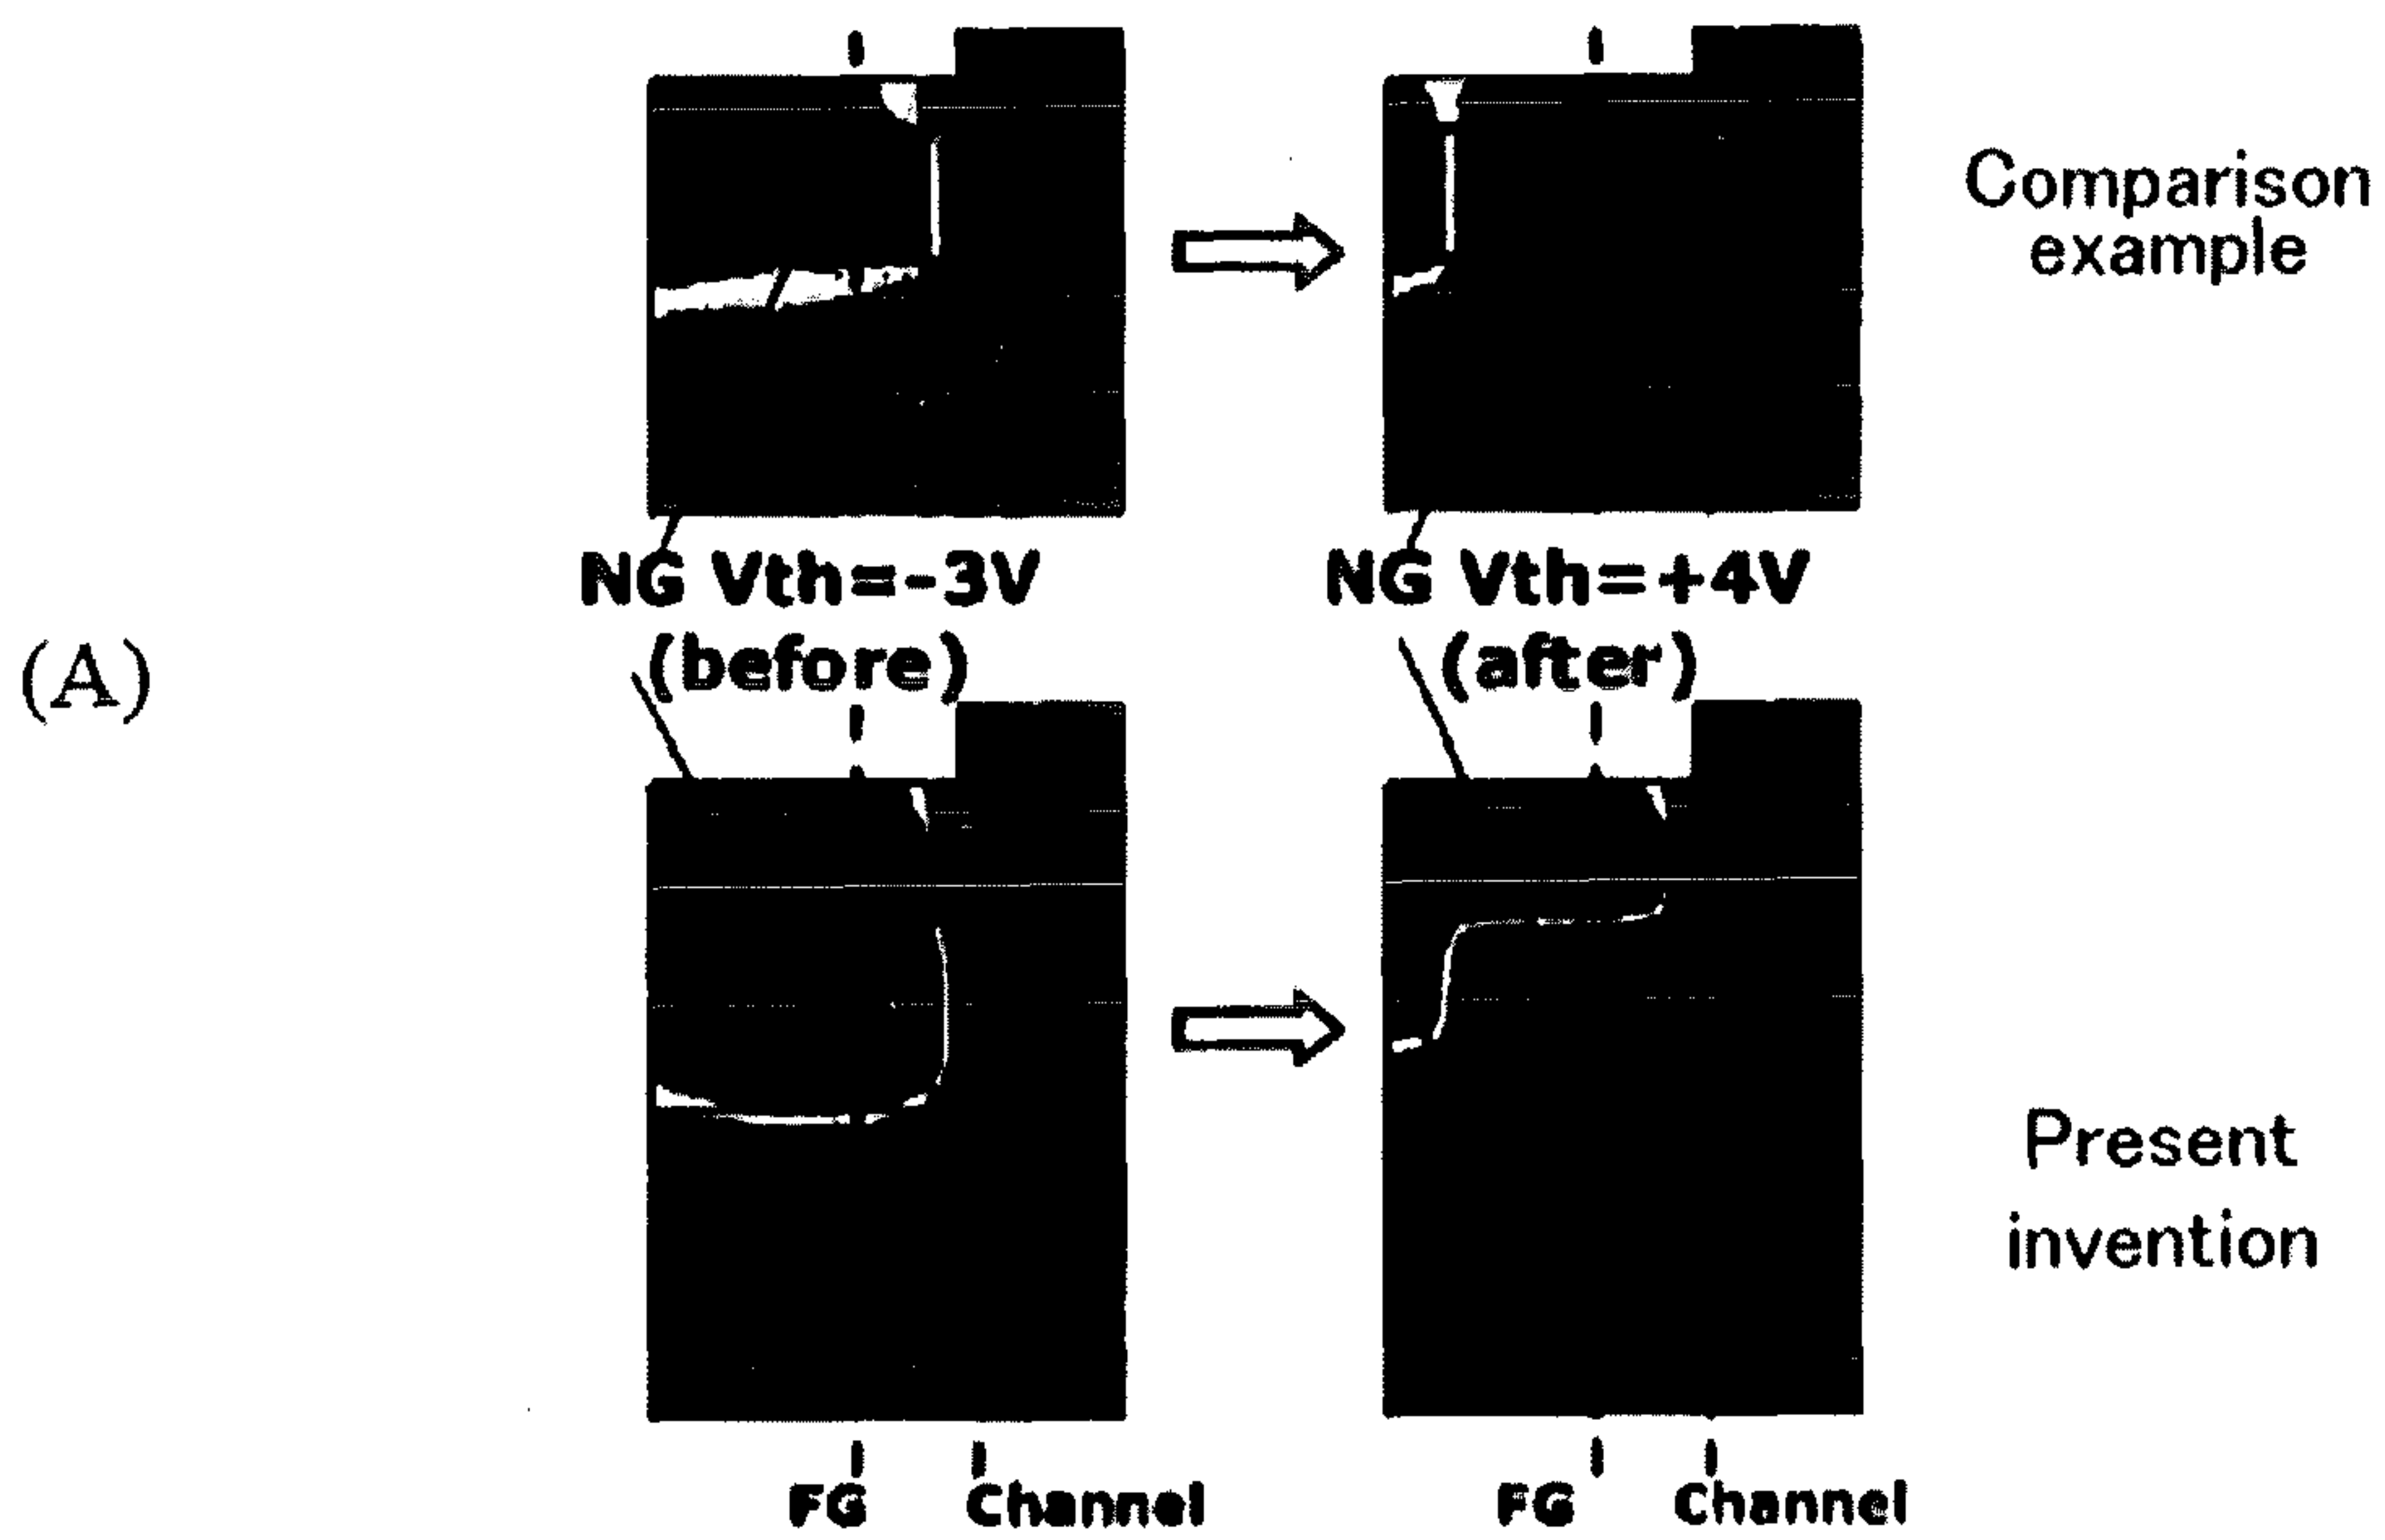 Comparison
example
NG Vth=-3V
(before)
NG Vth=+4V
(after)
(A)
Present
invention
FG Channel
FG Channel